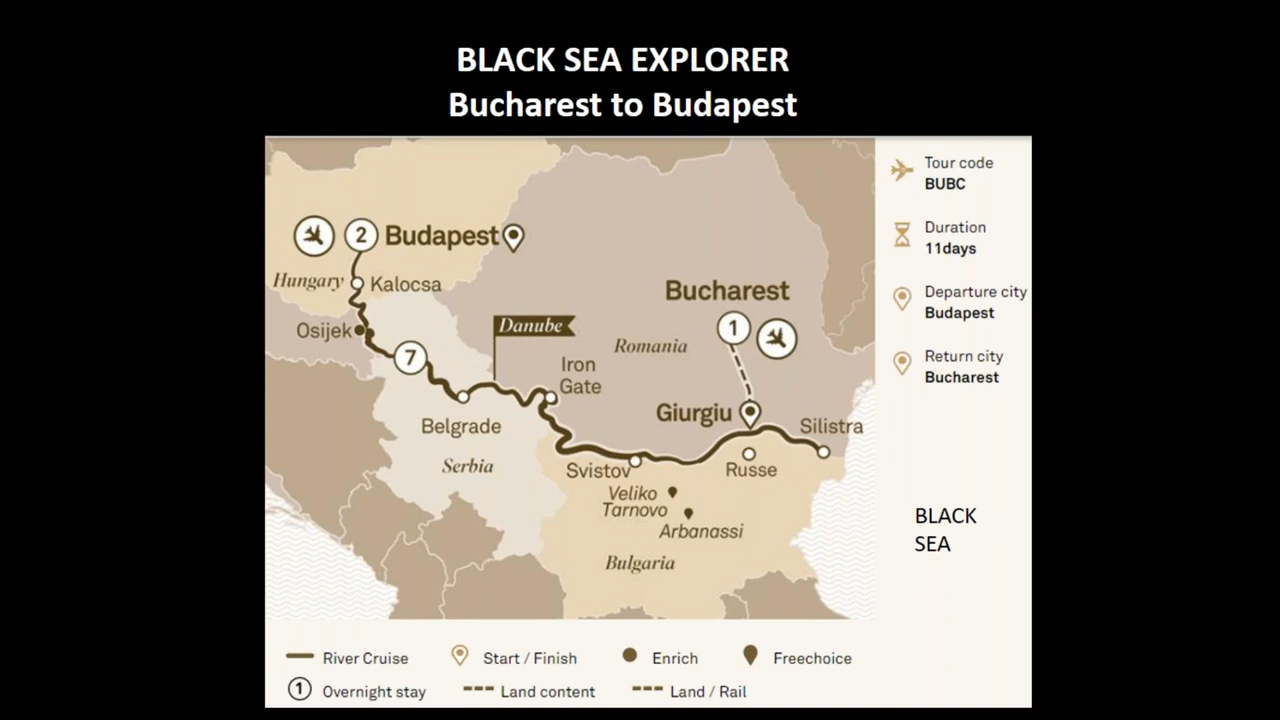 BLACK SEA EXPLORER
Bucharest to Budapest
Tour code
BUBC
Duration
11days
Departure city
Budapest
Return city
Bucharest
2
Budapest
Hungary
Kalocsa
Bucharest
Osijek
Danube
1
Romania
7
Iron
Gate
Giurgiu
Silistra
Belgrade
Serbia
Svistov
Russe
Veliko
Tarnovo
Arbanassi
Bulgaria
BLACK
SEA
River Cruise
Start / Finish
Enrich
Freechoice
1
Overnight stay
Land content
Land / Rail